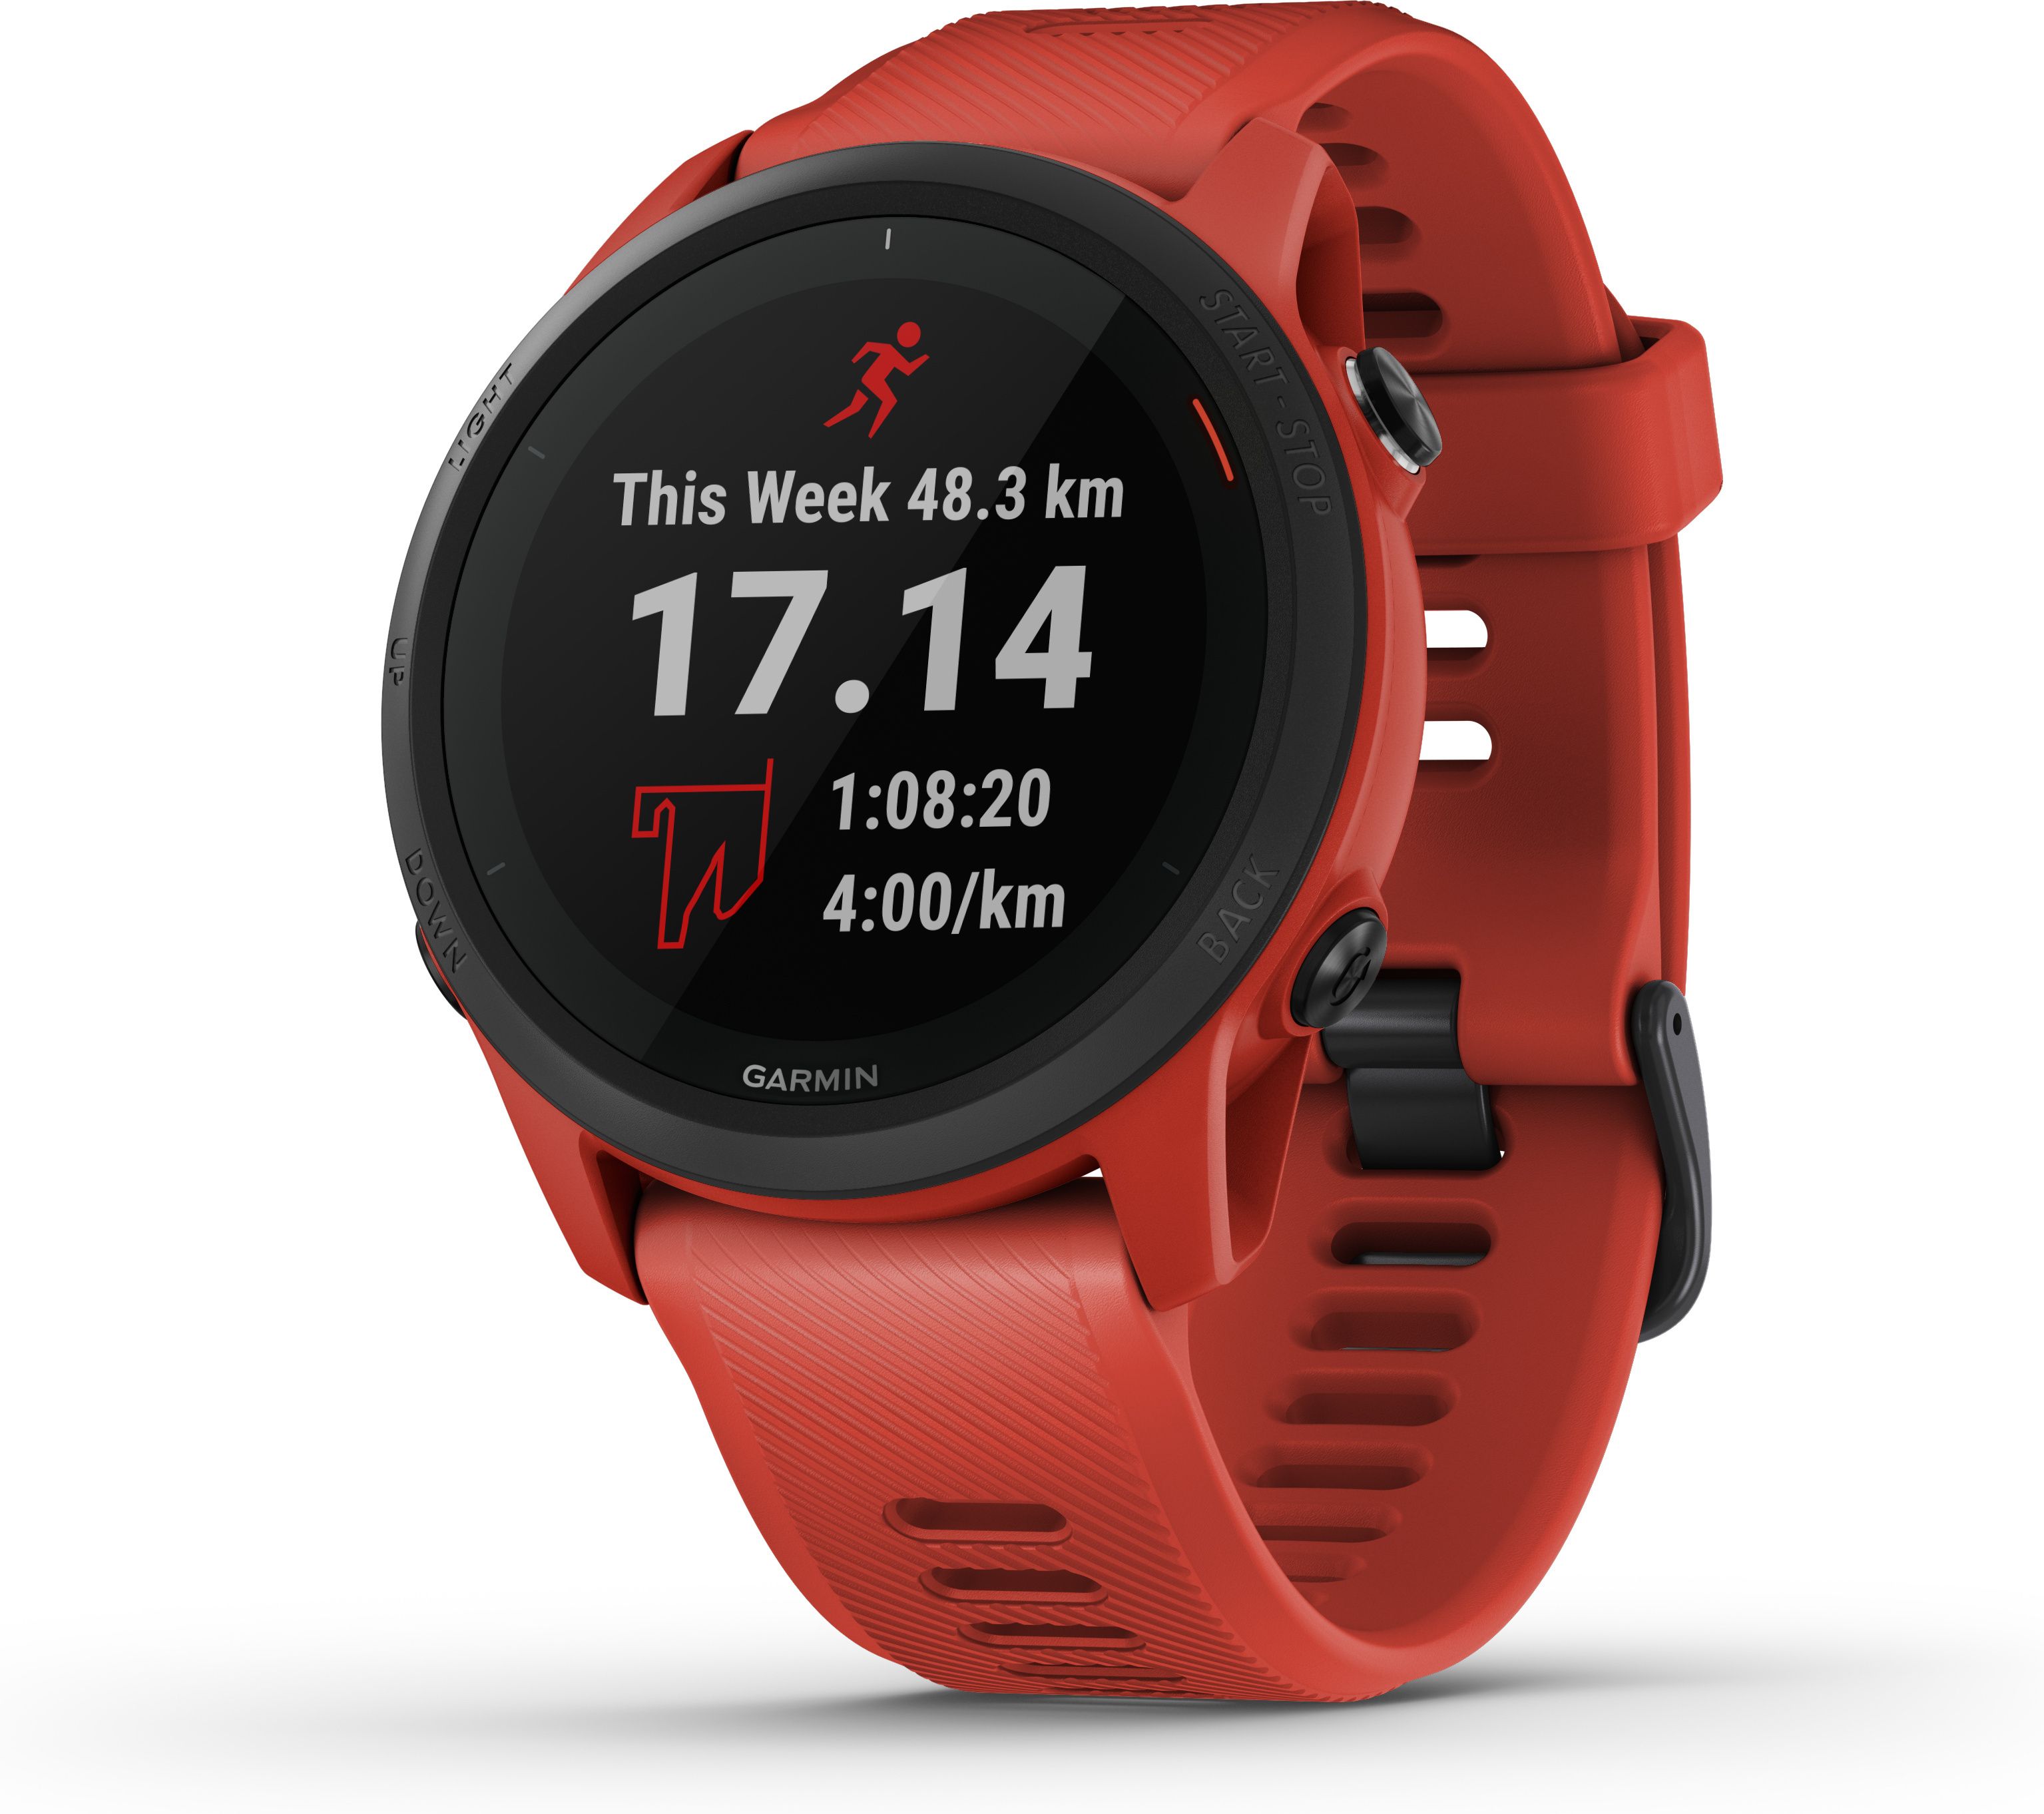 START-STOP
LIGHT
This Week 48.3 km
17.14
UP
1:08:20
4:00/km
DOWN
BACK
GARMIN